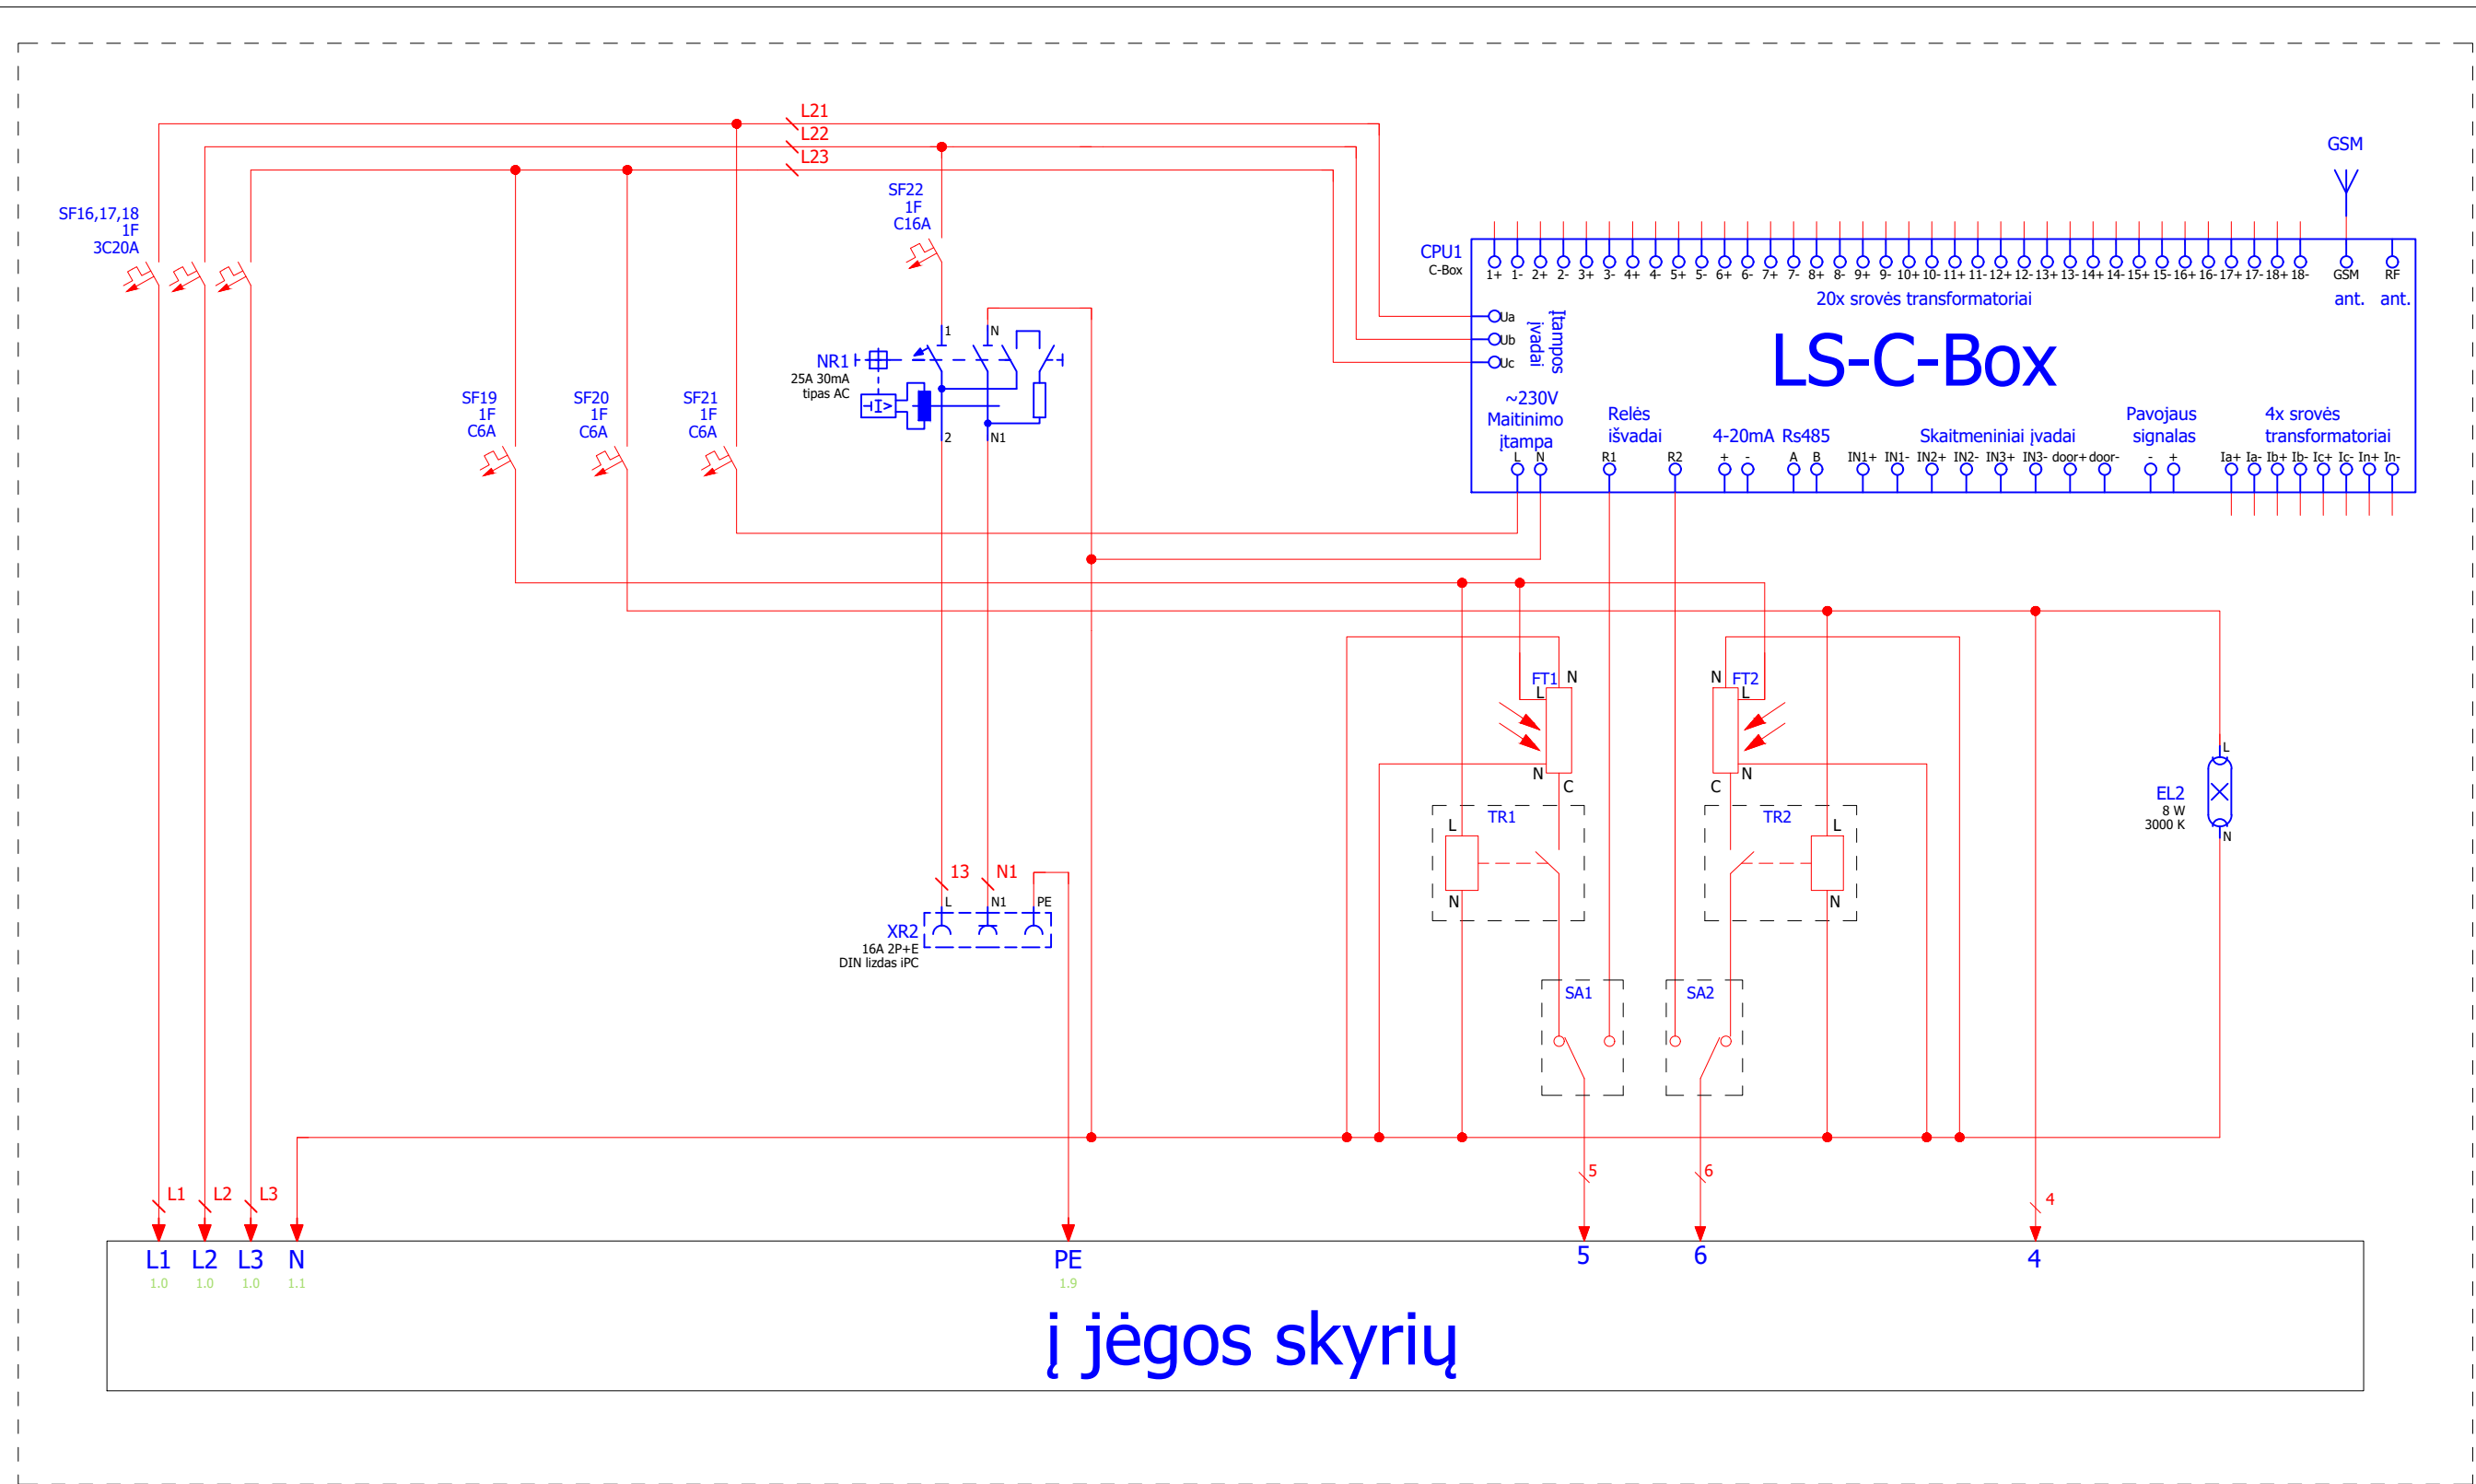 L21
L22
L23
GSM
SF16,17,18
1F
3C20A
SF22
1F
C16A
CPU1
C-Box
1+ 1- 2+ 2- 3+ 3- 4+ 4- 5+ 5- 6+ 6- 7+ 7- 8+ 8- 9+ 9- 10+ 10- 11+ 11- 12+ 12- 13+ 13- 14+ 14- 15+ 15- 16+ 16- 17+ 17- 18+ 18- GSM RF
20x srovės transformatoriai
ant. ant.
Ua
Ub
Uc
Įtampos
įvadai
LS-C-Box
1 N
NR1
25A 30mA
tipas AC
I>
2 N1
SF19
1F
C6A
SF20
1F
C6A
SF21
1F
C6A
~230V
Maitinimo
įtampa
Relės
išvadai
4-20mA Rs485
Skaitmeniniai įvadai
Pavojaus
signalas
4x srovės
transformatoriai
L N R1 R2 + - A B IN1+ IN1- IN2+ IN2- IN3+ IN3- door+ door- - + Ia+ Ia- Ib+ Ib- Ic+ Ic- In+ In-
FT1 N
L
N FT2
L
N
C
N
C
L
EL2
8 W
3000 K
N
TR1
L
N
TR2
L
N
13 N1
L N1 PE
XR2
16A 2P+E
DIN lizdas iPC
SA1
SA2
5
6
4
L1 L2 L3
L1 L2 L3 N PE 5 6 4
1.0 1.0 1.0 1.1 1.9
į jėgos skyrių